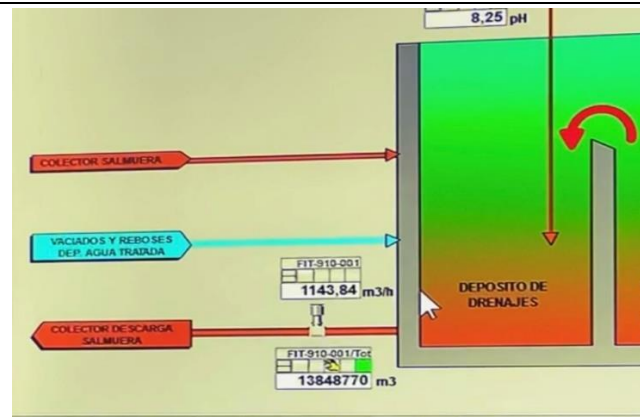 8,25 pH
COLECTOR SALMUERA
VACIADOS Y REBOSES
DEP. AGUA TRATADA
FIT-910-001
1143,84 m3/h
DEPOSITO DE
DRENAJES
COLECTOR DESCARGA
SALMUERA
FIT-910-001/Tot
13848770 m3